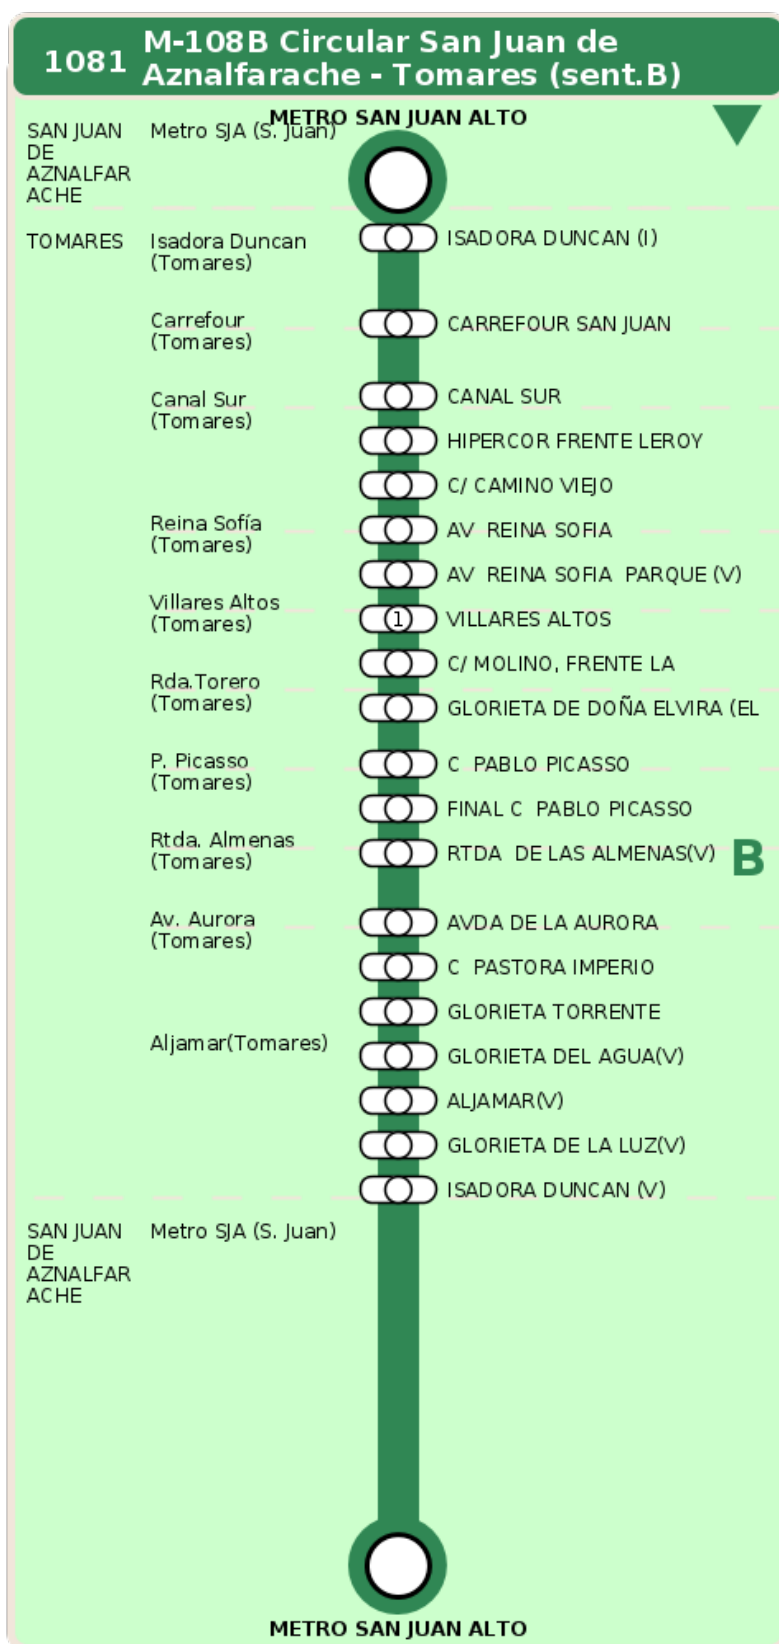 1081
M-108B Circular San Juan de
Aznalfarache - Tomares (sent.B)
METRO SAN JUAN ALTO
SAN JUAN
DE
AZNALFAR
ACHE
Metro SJA (S. Juan)
TOMARES
Isadora Duncan
(Tomares)
ISADORA DUNCAN (I)
Carrefour
(Tomares)
CARREFOUR SAN JUAN
Canal Sur
(Tomares)
CANAL SUR
HIPERCOR FRENTE LEROY
C/ CAMINO VIEJO
Reina Sofía
(Tomares)
AV REINA SOFIA
AV REINA SOFIA PARQUE (V)
Villares Altos
(Tomares)
1
VILLARES ALTOS
C/ MOLINO, FRENTE LA
Rda.Torero
(Tomares)
GLORIETA DE DOÑA ELVIRA (EL
P. Picasso
(Tomares)
C PABLO PICASSO
FINAL C PABLO PICASSO
Rtda. Almenas
(Tomares)
RTDA DE LAS ALMENAS(V)
B
Av. Aurora
(Tomares)
AVDA DE LA AURORA
C PASTORA IMPERIO
GLORIETA TORRENTE
Aljamar(Tomares)
GLORIETA DEL AGUA(V)
ALJAMAR(V)
GLORIETA DE LA LUZ(V)
ISADORA DUNCAN (V)
SAN JUAN
DE
AZNALFAR
ACHE
Metro SJA (S. Juan)
METRO SAN JUAN ALTO